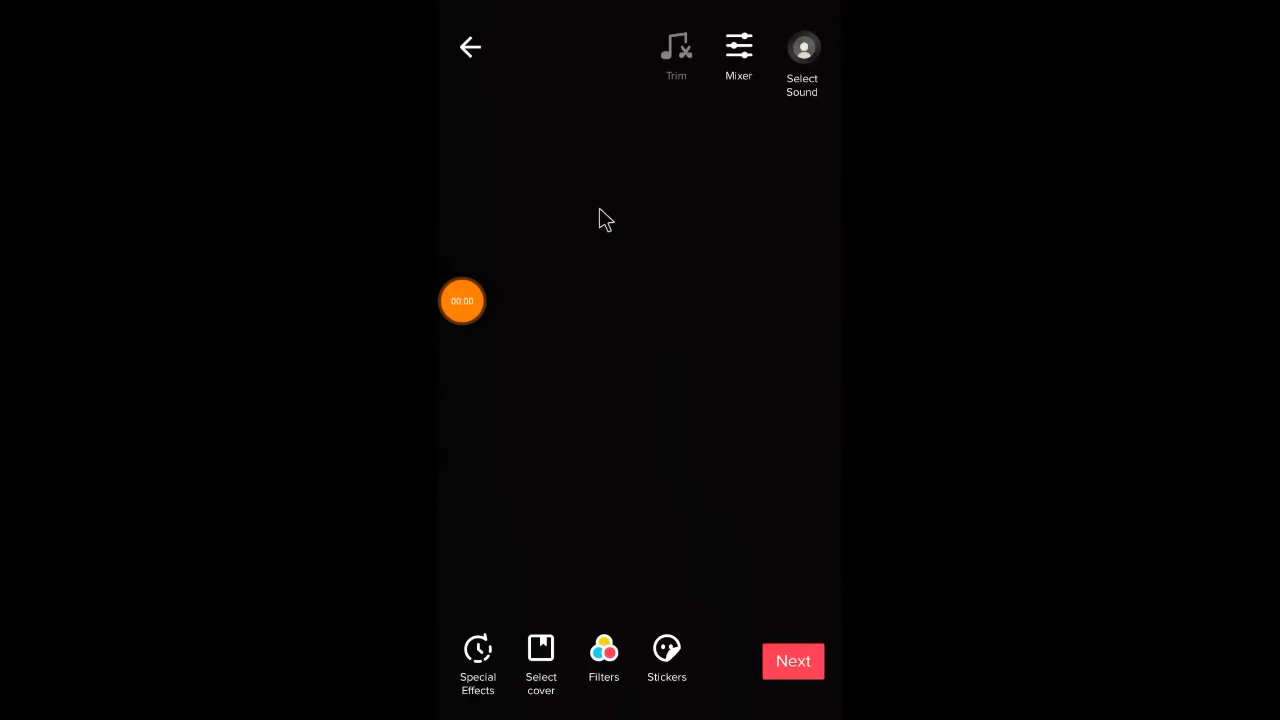 Trim
Mixer
Select
Sound
00:00
Special
Effects
Select
cover
Filters
Stickers
Next